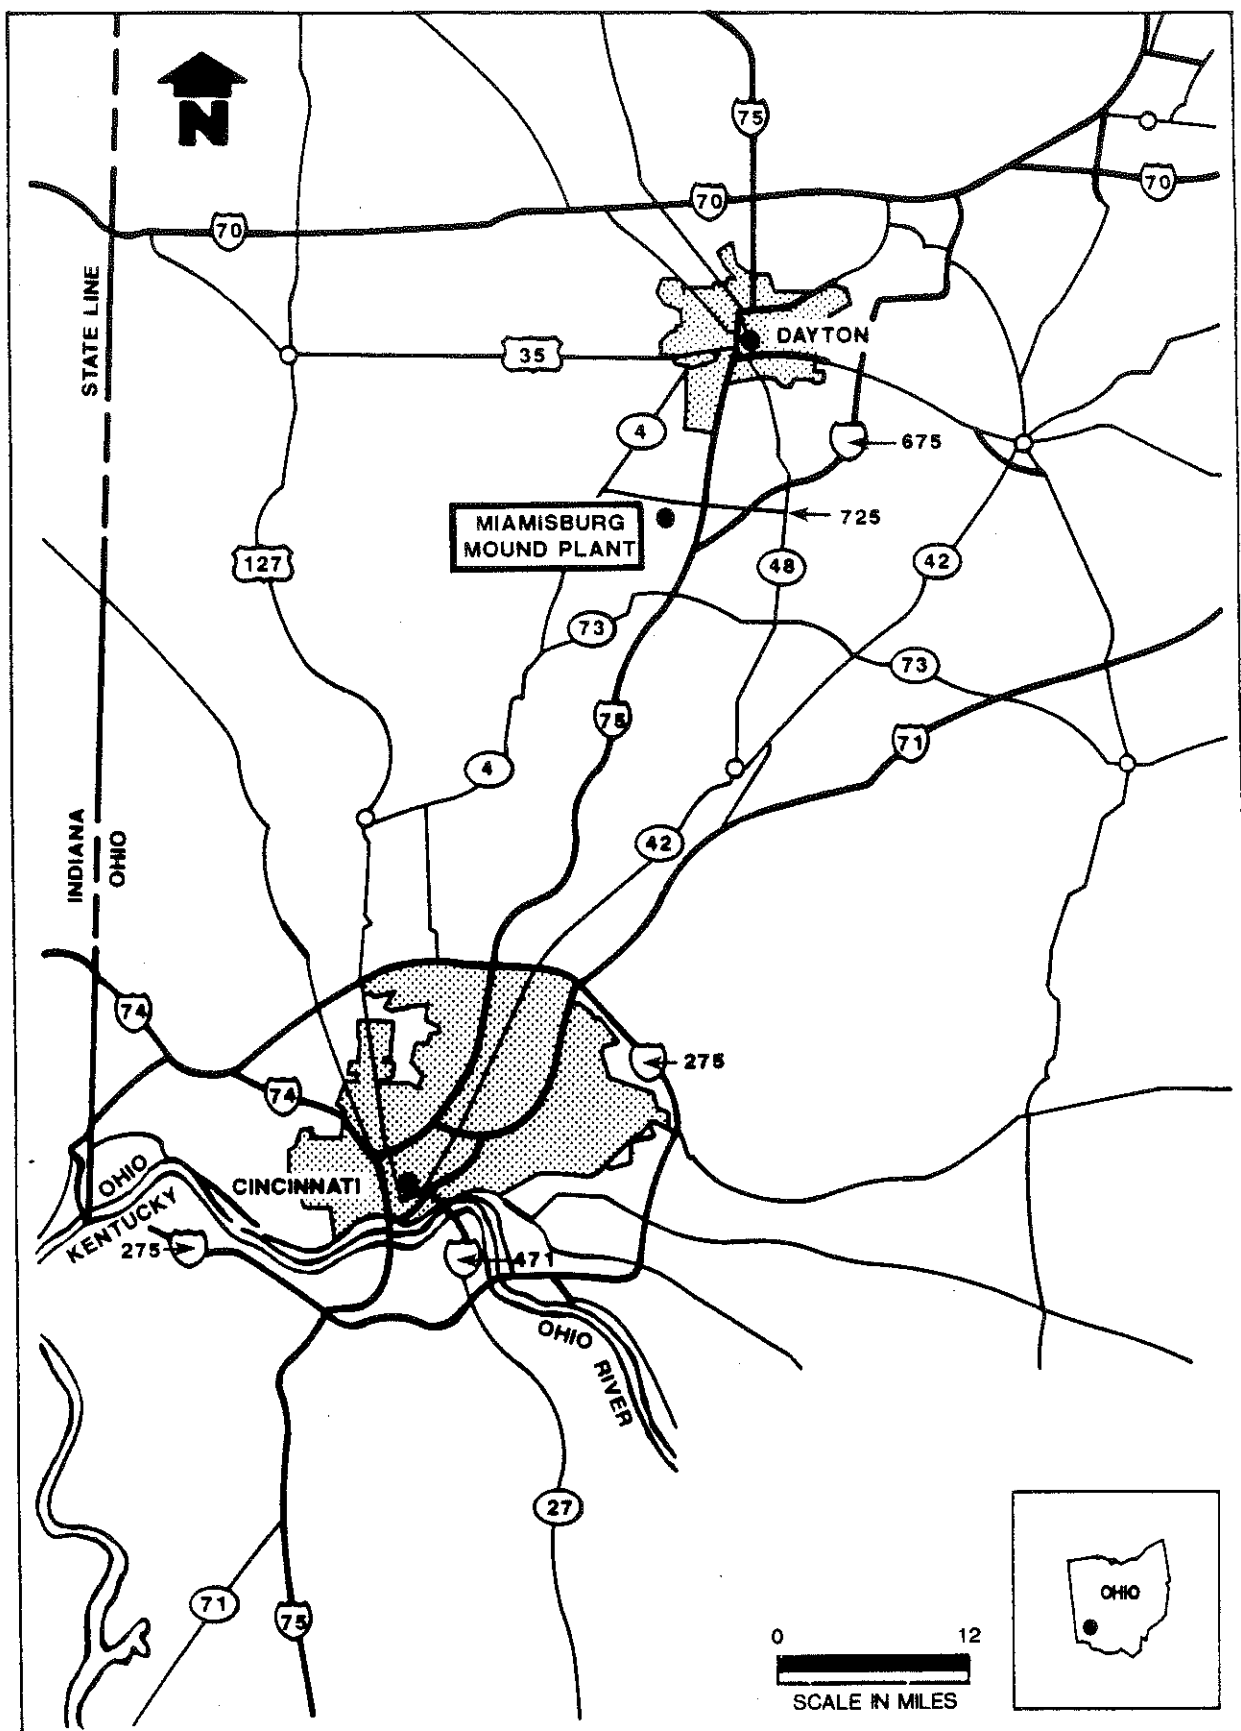 N
75
70
70
70
STATE LINE
35
DAYTON
4
675
MIAMISBURG
MOUND PLANT
725
127
48
42
73
73
75
71
4
42
INDIANA
OHIO
74
275
74
OHIO
KENTUCKY
CINCINNATI
275
471
OHIO RIVER
27
71
75
OHIO
0 12
SCALE IN MILES